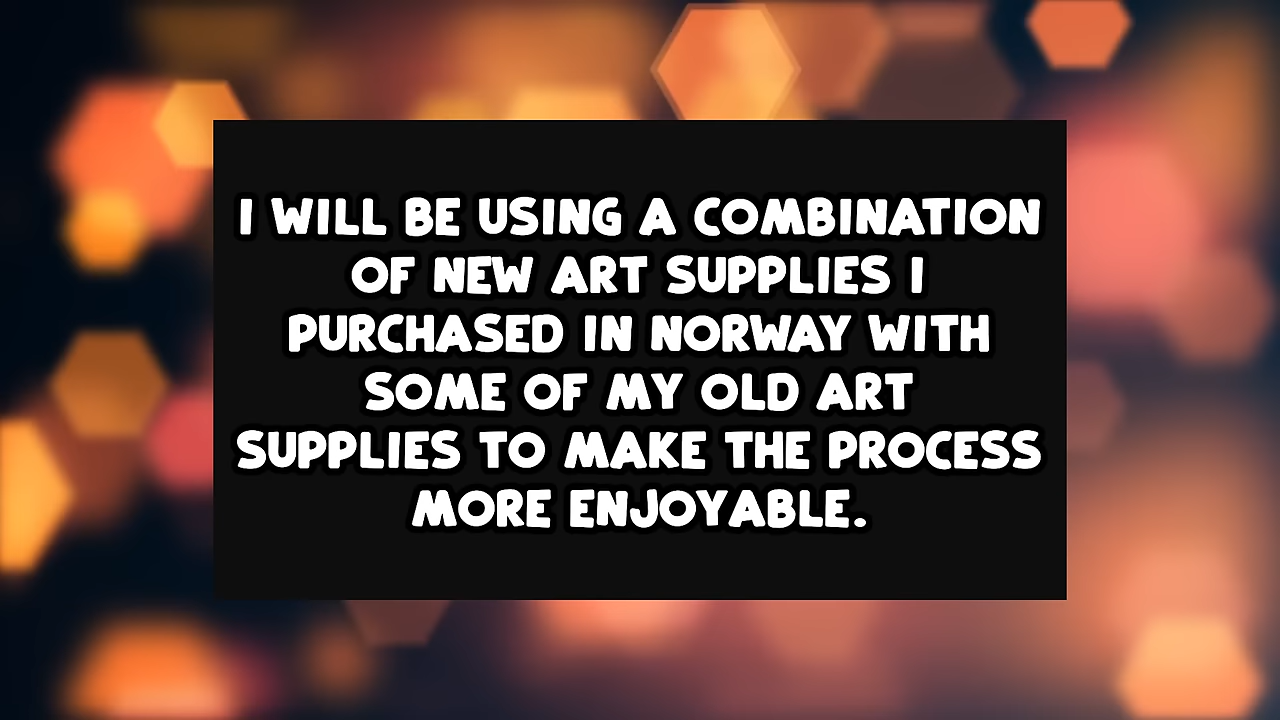 I WILL BE USING A COMBINATION
OF NEW ART SUPPLIES I
PURCHASED IN NORWAY WITH
SOME OF MY OLD ART
SUPPLIES TO MAKE THE PROCESS
MORE ENJOYABLE.